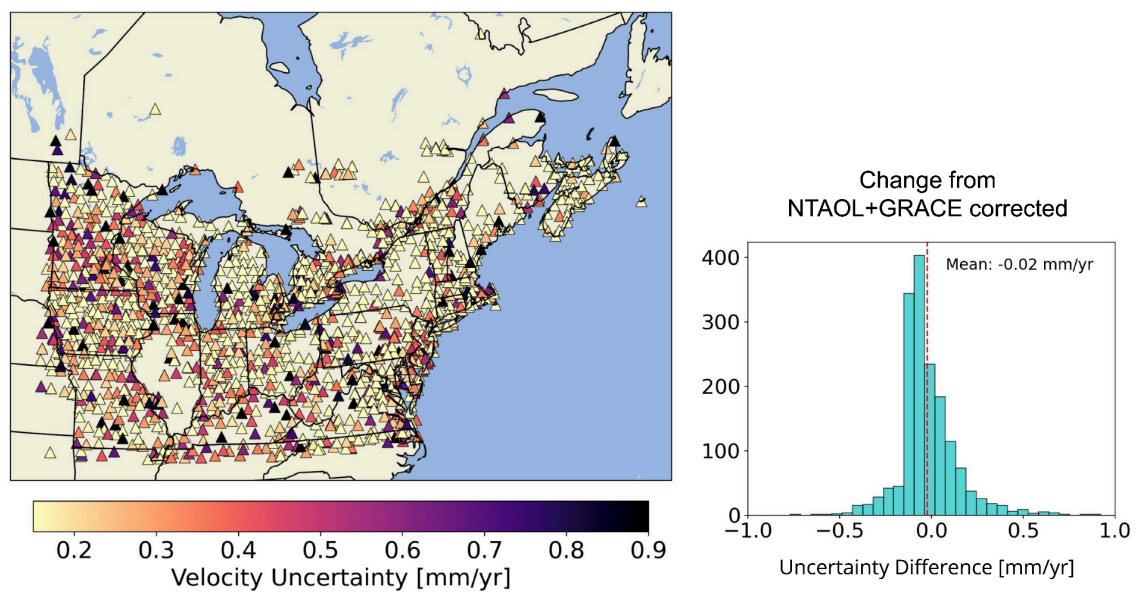 0.2 0.3 0.4 0.5 0.6 0.7 0.8 0.9
Velocity Uncertainty [mm/yr]
Change from
NTAOL+GRACE corrected
Mean: -0.02 mm/yr
400
300
200
100
0
−1.0 −0.5 0.0 0.5 1.0
Uncertainty Difference [mm/yr]